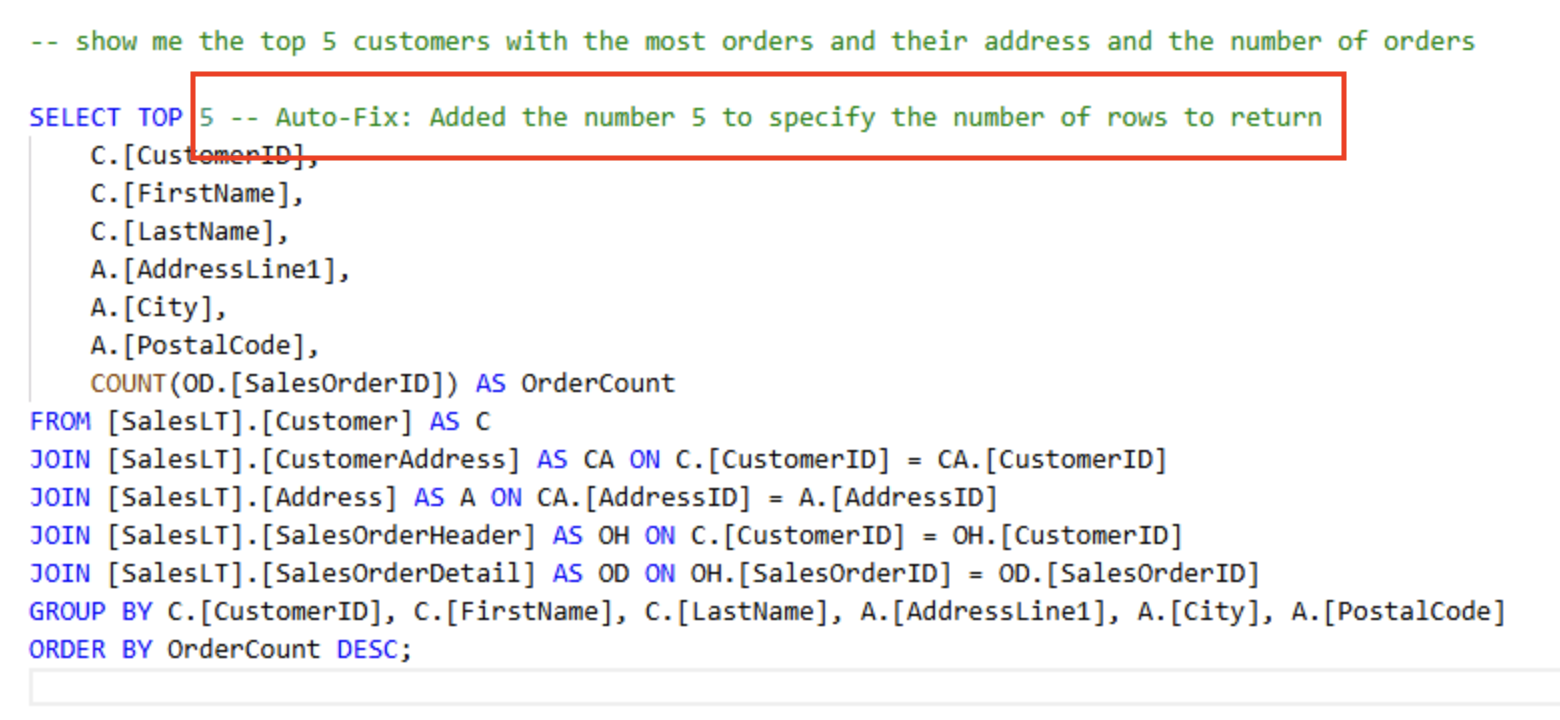 -- show me the top 5 customers with the most orders and their address and the number of orders
SELECT TOP 5 -- Auto-Fix: Added the number 5 to specify the number of rows to return
C.[CustomerID],
C.[FirstName],
C.[LastName],
A.[AddressLine1],
A.[City],
A.[PostalCode],
COUNT(OD.[SalesOrderID]) AS OrderCount
FROM [SalesLT].[Customer] AS C
JOIN [SalesLT].[CustomerAddress] AS CA ON C.[CustomerID] = CA.[CustomerID]
JOIN [SalesLT].[Address] AS A ON CA.[AddressID] = A.[AddressID]
JOIN [SalesLT].[SalesOrderHeader] AS OH ON C.[CustomerID] = OH.[CustomerID]
JOIN [SalesLT].[SalesOrderDetail] AS OD ON OH.[SalesOrderID] = OD.[SalesOrderID]
GROUP BY C.[CustomerID], C.[FirstName], C.[LastName], A.[AddressLine1], A.[City], A.[PostalCode]
ORDER BY OrderCount DESC;